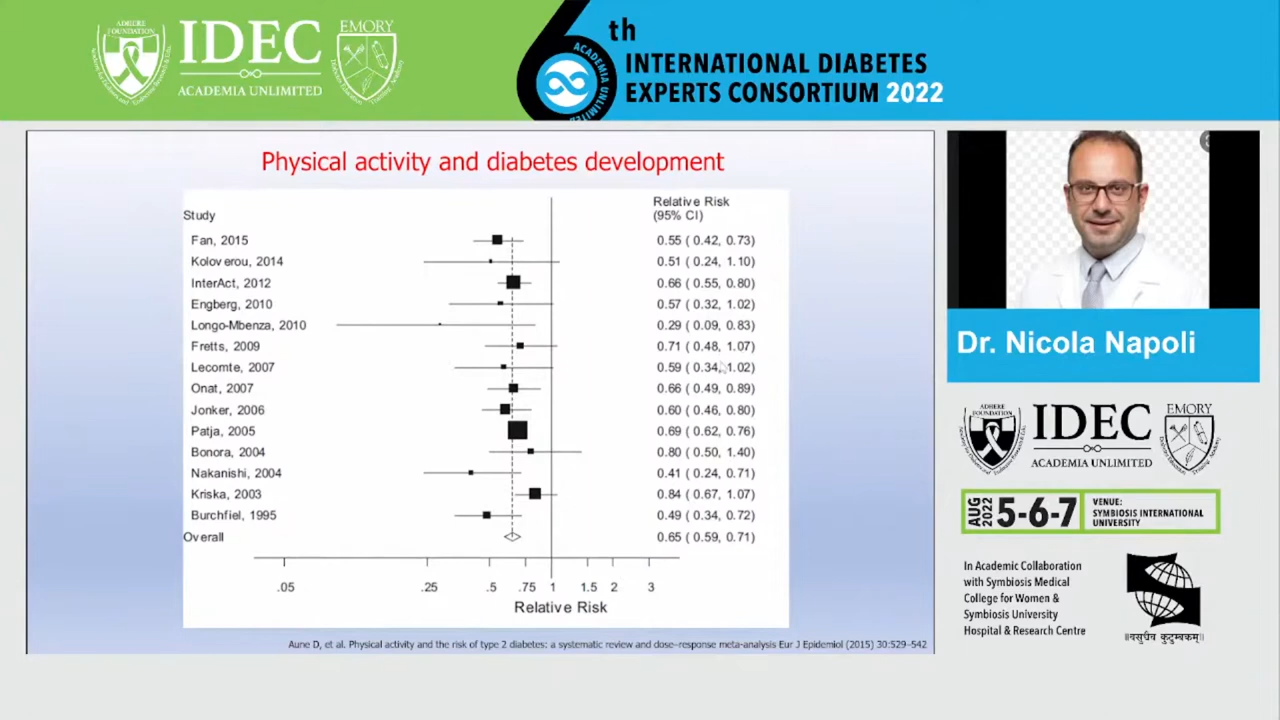 ADHERE
FOUNDATION
IDEC
ACADEMIA UNLIMITED
EMORY
6th
ACADEMIA UNLIMITED
INTERNATIONAL DIABETES
EXPERTS CONSORTIUM 2022
Physical activity and diabetes development
Study
Relative Risk
(95% CI)
Fan, 2015 0.55 ( 0.42, 0.73)
Koloverou, 2014 0.51 ( 0.24, 1.10)
InterAct, 2012 0.66 ( 0.55, 0.80)
Engberg, 2010 0.57 ( 0.32, 1.02)
Longo-Mbenza, 2010 0.29 ( 0.09, 0.83)
Fretts, 2009 0.71 ( 0.48, 1.07)
Lecomte, 2007 0.59 ( 0.34, 1.02)
Onat, 2007 0.66 ( 0.49, 0.89)
Jonker, 2006 0.60 ( 0.46, 0.80)
Patja, 2005 0.69 ( 0.62, 0.76)
Bonora, 2004 0.80 ( 0.50, 1.40)
Nakanishi, 2004 0.41 ( 0.24, 0.71)
Kriska, 2003 0.84 ( 0.67, 1.07)
Burchfiel, 1995 0.49 ( 0.34, 0.72)
Overall 0.65 ( 0.59, 0.71)
.05 .25 .5 .75 1 1.5 2 3
Relative Risk
Aune D, et al. Physical activity and the risk of type 2 diabetes: a systematic review and dose–response meta-analysis Eur J Epidemiol (2015) 30:529–542
Dr. Nicola Napoli
ADHERE
FOUNDATION
IDEC
ACADEMIA UNLIMITED
EMORY
AUG
2022
5-6-7
VENUE:
SYMBIOSIS INTERNATIONAL
UNIVERSITY
In Academic Collaboration
with Symbiosis Medical
College for Women &
Symbiosis University
Hospital & Research Centre
॥वसुधैव कुटुम्बकम्॥